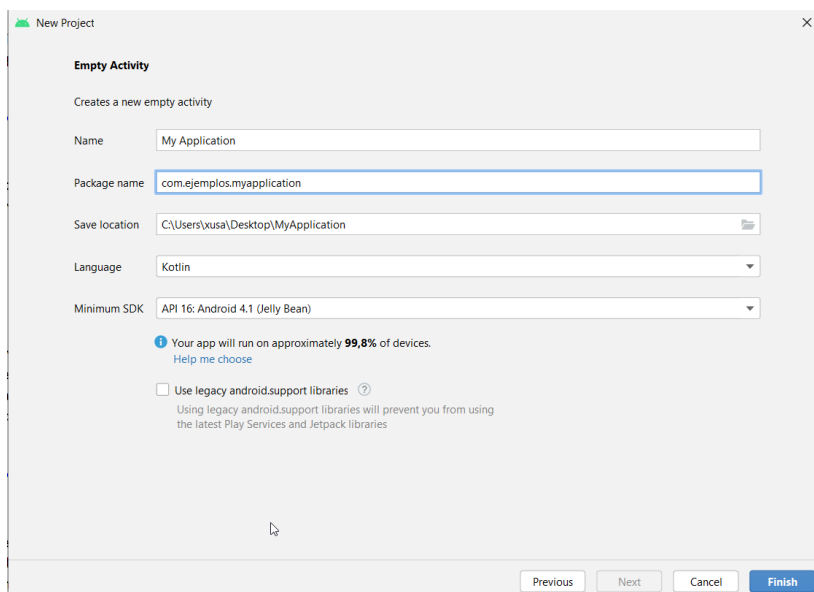 New Project
Empty Activity
Creates a new empty activity
Name My Application
Package name com.ejemplos.myapplication
Save location C:\Users\xusa\Desktop\MyApplication
Language Kotlin
Minimum SDK API 16: Android 4.1 (Jelly Bean)
Your app will run on approximately 99,8% of devices.
Help me choose
Use legacy android.support libraries ?
Using legacy android.support libraries will prevent you from using
the latest Play Services and Jetpack libraries
Previous Next Cancel Finish